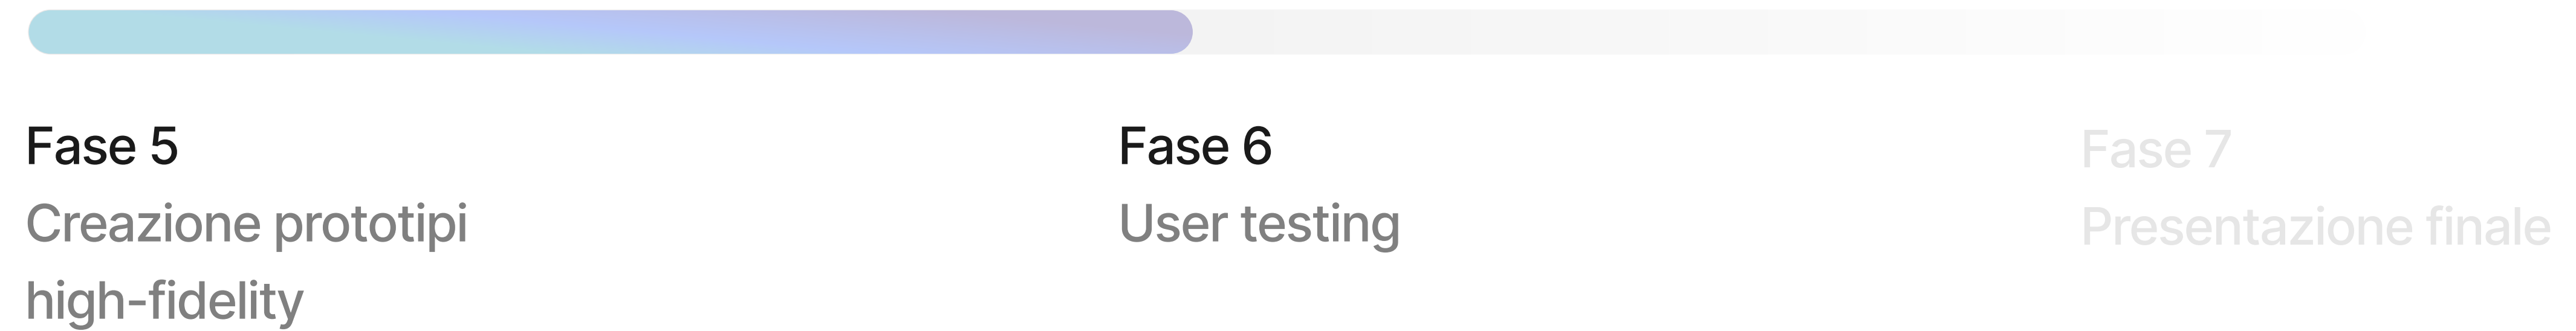 Fase 5
Creazione prototipi
high-fidelity
Fase 6
User testing
Fase 7
Presentazione finale